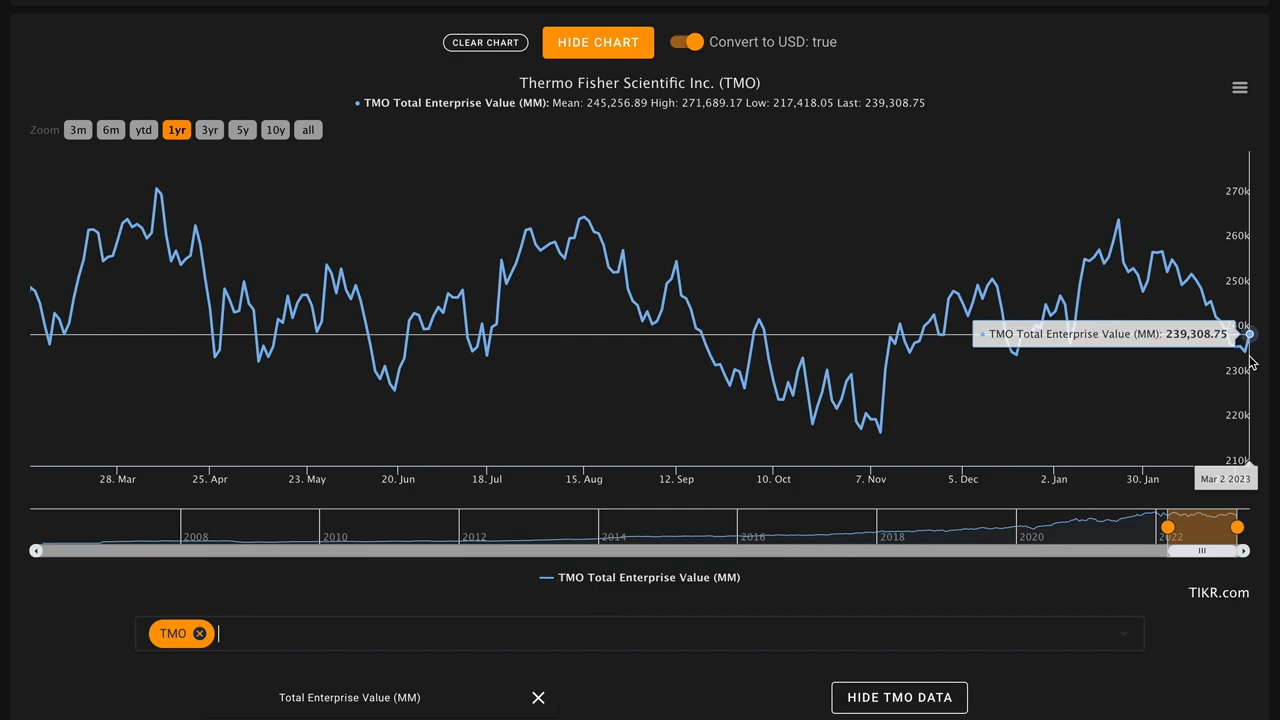 CLEAR CHART
HIDE CHART
Convert to USD: true
Thermo Fisher Scientific Inc. (TMO)
TMO Total Enterprise Value (MM): Mean: 245,256.89 High: 271,689.17 Low: 217,418.05 Last: 239,308.75
Zoom 3m 6m ytd 1yr 3yr 5y 10y all
270k
260k
250k
TMO Total Enterprise Value (MM): 239,308.75
230k
220k
210k
28. Mar 25. Apr 23. May 20. Jun 18. Jul 15. Aug 12. Sep 10. Oct 7. Nov 5. Dec 2. Jan 30. Jan Mar 2 2023
2008 2010 2012 2014 2016 2018 2020 2022
TMO Total Enterprise Value (MM)
TIKR.com
TMO
Total Enterprise Value (MM)
HIDE TMO DATA